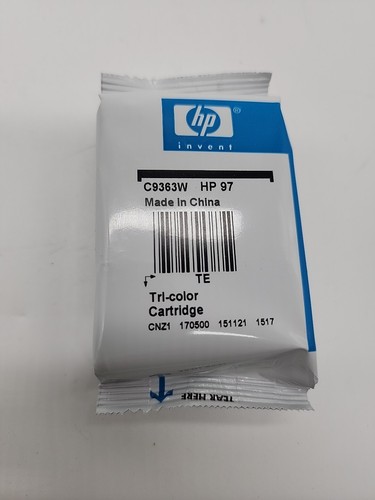 hp®
invent
C9363W HP 97
Made in China
TE
Tri-color
Cartridge
CNZ1 170500 151121 1517
TEAR HERE